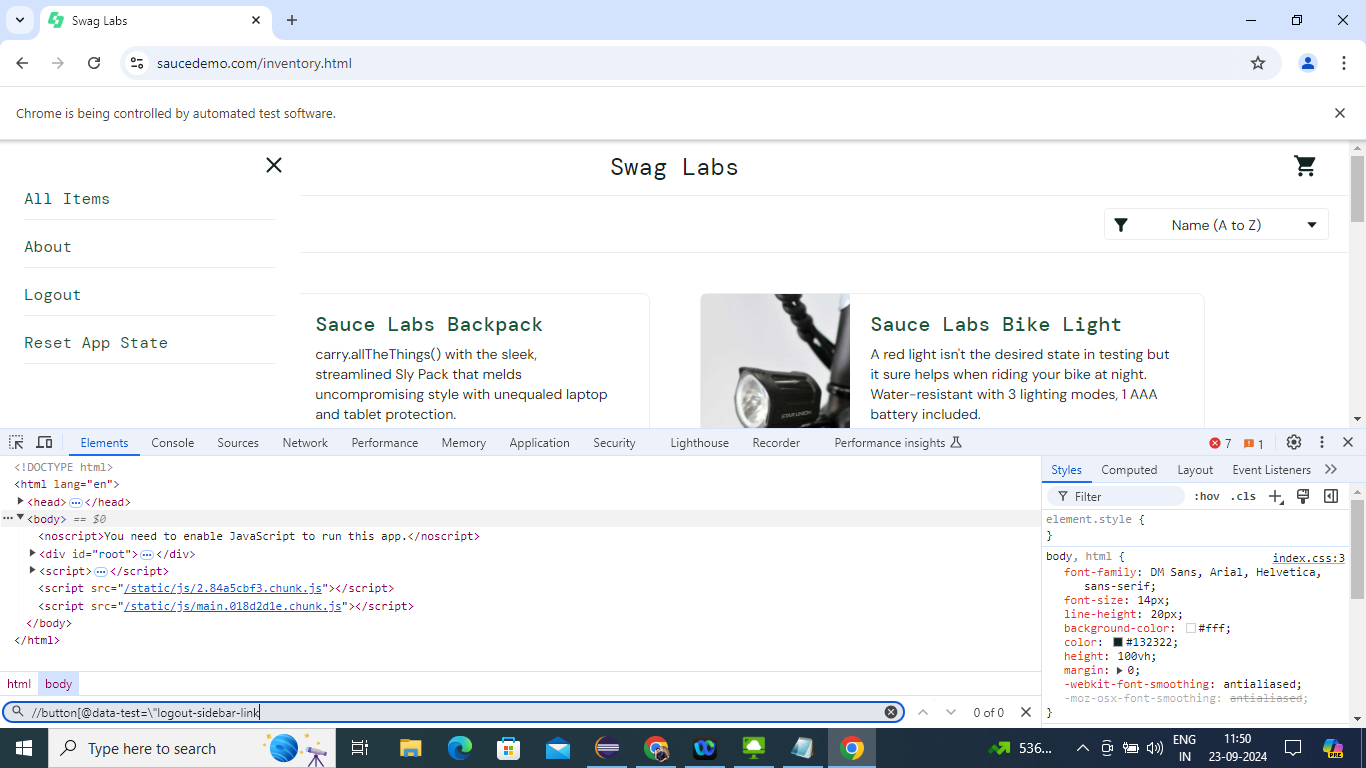 Swag Labs
saucedemo.com/inventory.html
Chrome is being controlled by automated test software.
Swag Labs
All Items
About
Logout
Reset App State
Name (A to Z)
Sauce Labs Backpack
carry.allTheThings() with the sleek,
streamlined Sly Pack that melds
uncompromising style with unequaled laptop
and tablet protection.
STAR UNION
Sauce Labs Bike Light
A red light isn't the desired state in testing but
it sure helps when riding your bike at night.
Water-resistant with 3 lighting modes, 1 AAA
battery included.
Elements Console Sources Network Performance Memory Application Security Lighthouse Recorder Performance insights 7 1
<!DOCTYPE html>
<html lang="en">
<head>…</head>
<body> == $0
<noscript>You need to enable JavaScript to run this app.</noscript>
<div id="root">…</div>
<script>…</script>
<script src="/static/js/2.84a5cbf3.chunk.js"></script>
<script src="/static/js/main.018d2d1e.chunk.js"></script>
</body>
</html>
html body
//button[@data-test=\"logout-sidebar-link
0 of 0
Styles Computed Layout Event Listeners
Filter :hov .cls
element.style {
}
body, html { index.css:3
font-family: DM Sans, Arial, Helvetica,
sans-serif;
font-size: 14px;
line-height: 20px;
background-color: #fff;
color: #132322;
height: 100vh;
margin: 0;
-webkit-font-smoothing: antialiased;
-moz-osx-font-smoothing: antialiased;
}
Type here to search
536...
ENG
IN
11:50
23-09-2024
PRE